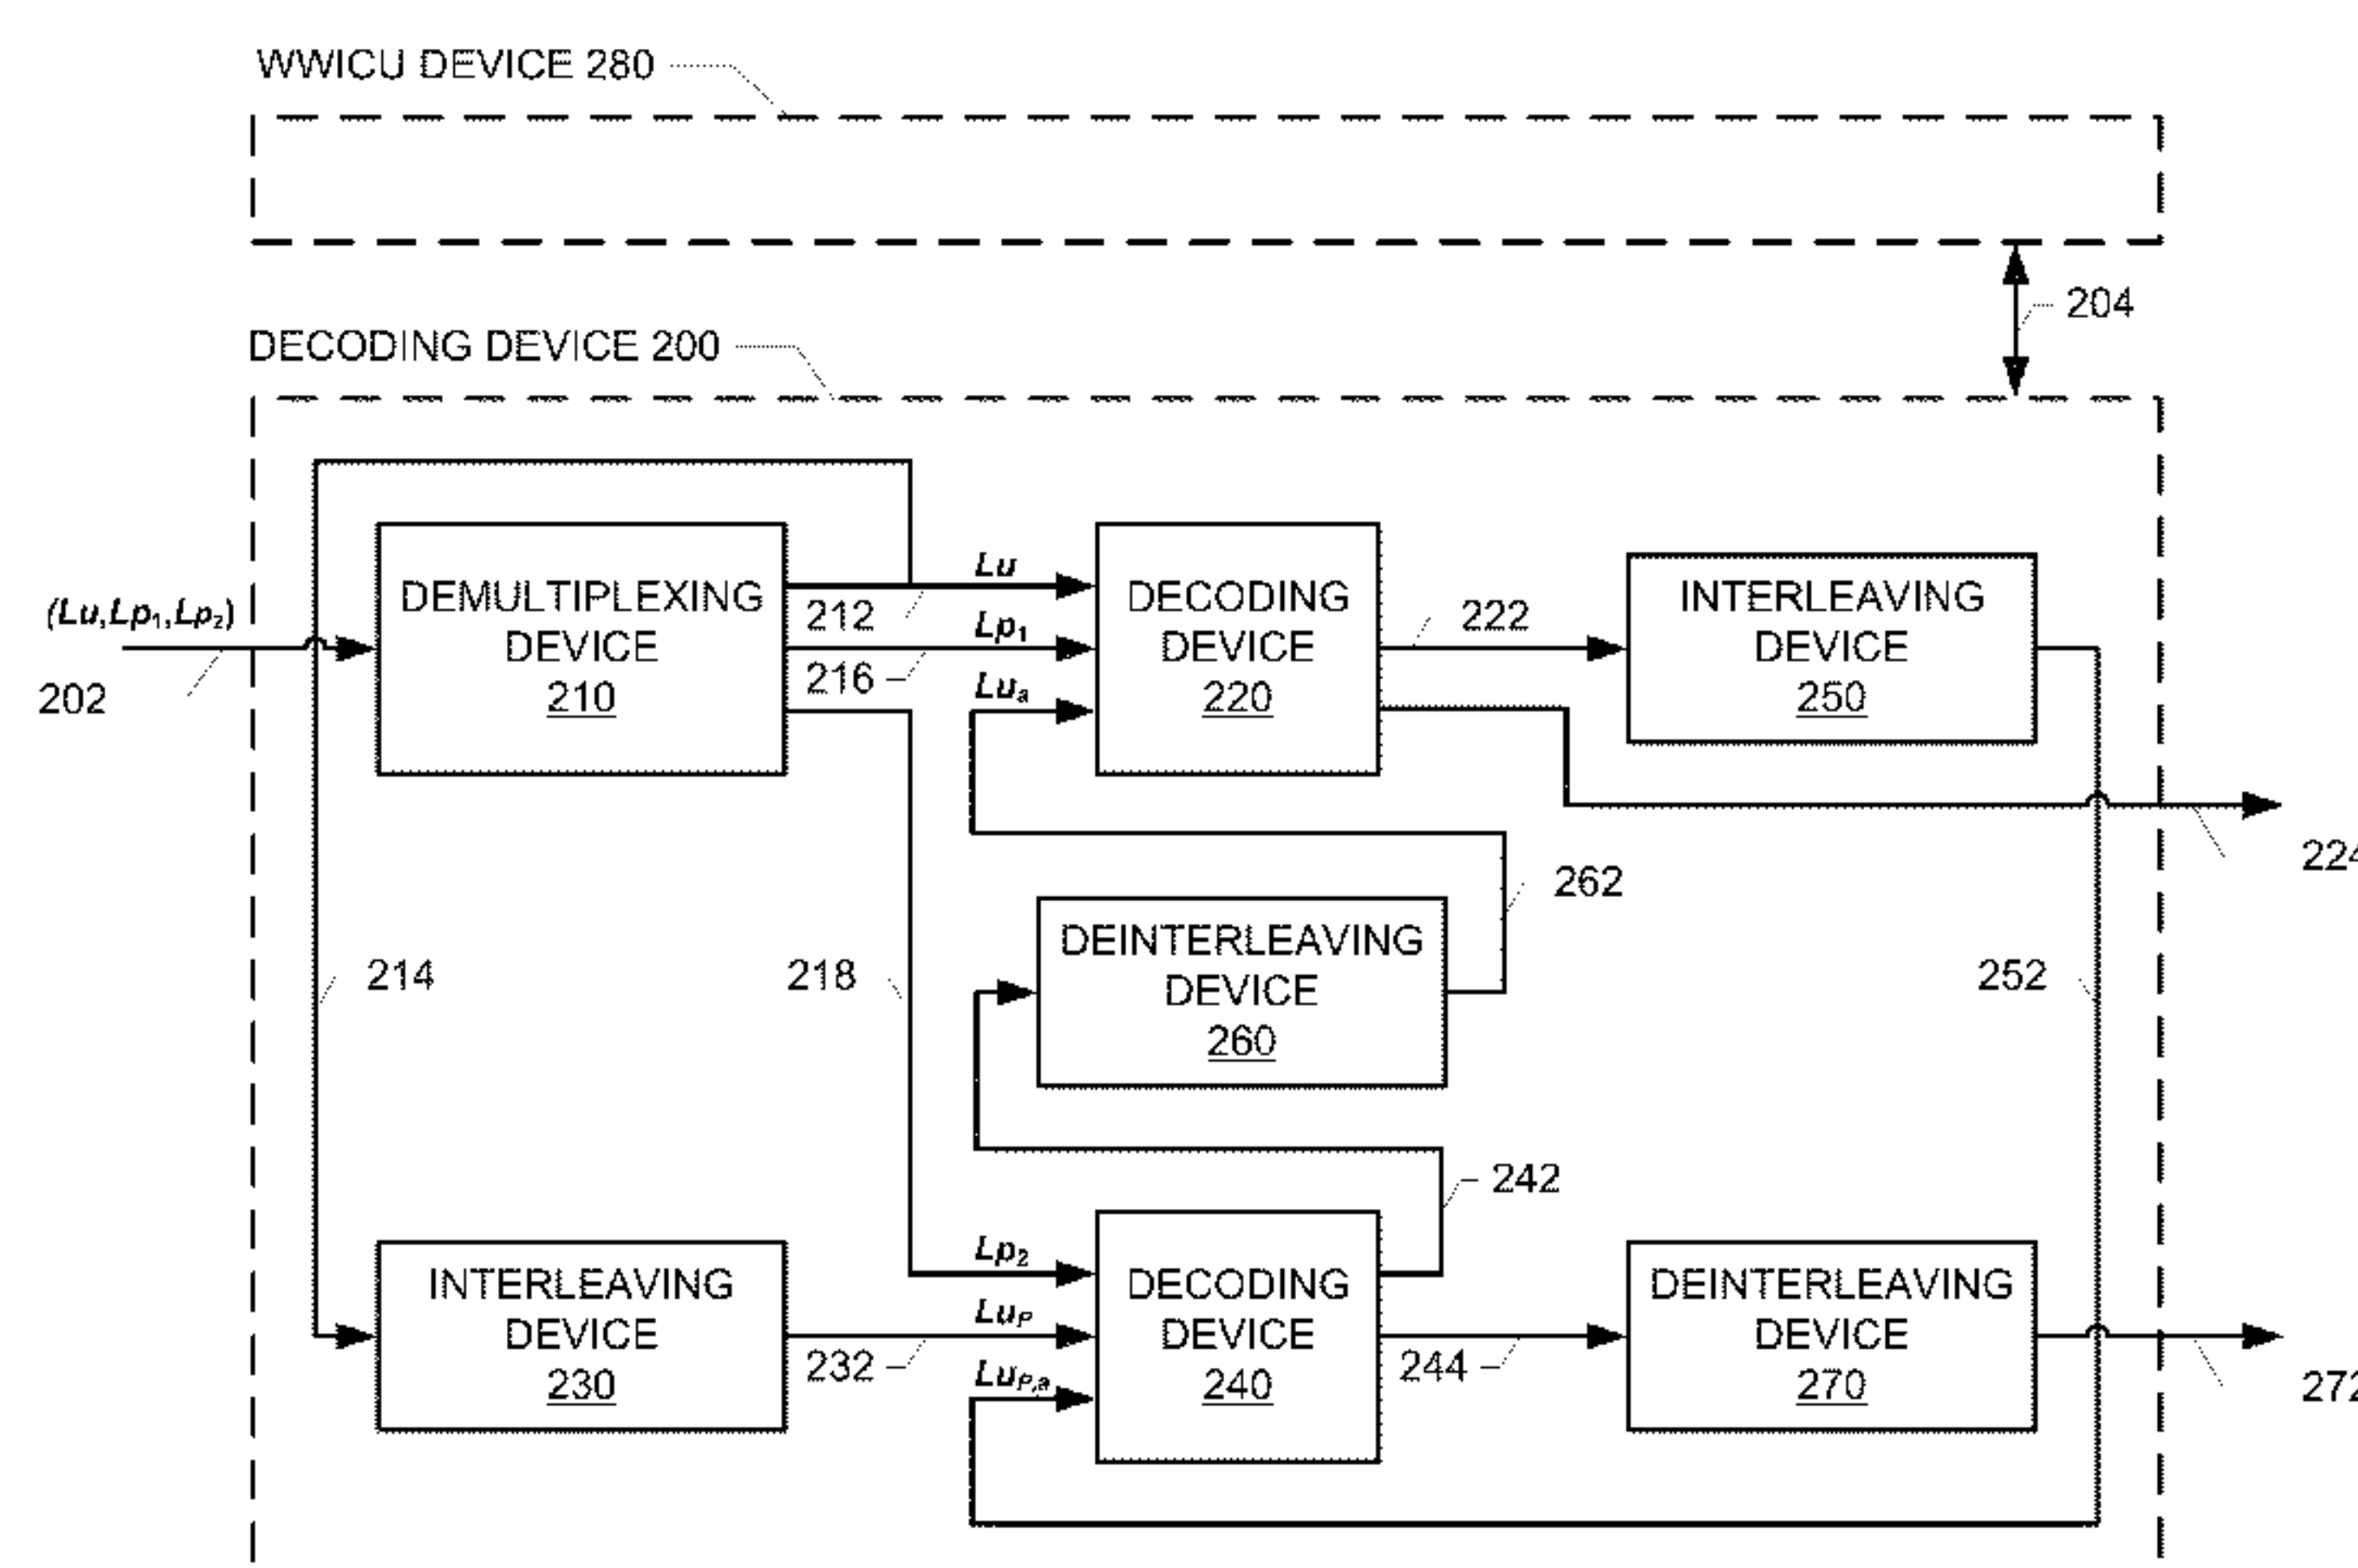 WWICU DEVICE 280
204
DECODING DEVICE 200
(Lu,Lp1,Lp2)
202
DEMULTIPLEXING
DEVICE
210
212
216
Lu
Lp1
Lua
DECODING
DEVICE
220
222
INTERLEAVING
DEVICE
250
224
262
DEINTERLEAVING
DEVICE
260
214
218
252
242
INTERLEAVING
DEVICE
230
232
Lp2
LuP
LuP,a
DECODING
DEVICE
240
244
DEINTERLEAVING
DEVICE
270
272